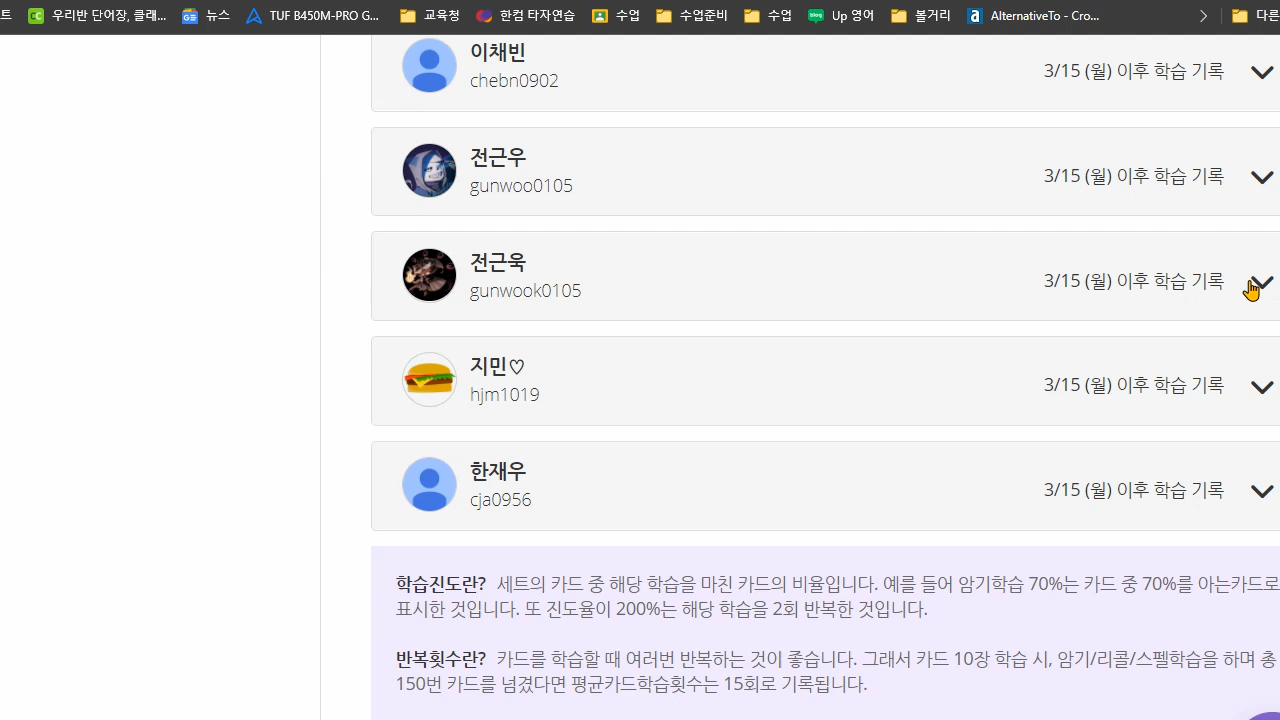 트 우리반 단어장, 클래... 뉴스 TUF B450M-PRO G... 교육청 한컴 타자연습 수업 수업준비 수업 Up 영어 볼거리 AlternativeTo - Cro... 다른
이채빈
chebn0902
3/15 (월) 이후 학습 기록
전근우
gunwoo0105
3/15 (월) 이후 학습 기록
전근욱
gunwook0105
3/15 (월) 이후 학습 기록
지민♡
hjm1019
3/15 (월) 이후 학습 기록
한재우
cja0956
3/15 (월) 이후 학습 기록
학습진도란? 세트의 카드 중 해당 학습을 마친 카드의 비율입니다. 예를 들어 암기학습 70%는 카드 중 70%를 아는카드로
표시한 것입니다. 또 진도율이 200%는 해당 학습을 2회 반복한 것입니다.
반복횟수란? 카드를 학습할 때 여러번 반복하는 것이 좋습니다. 그래서 카드 10장 학습 시, 암기/리콜/스펠학습을 하며 총
150번 카드를 넘겼다면 평균카드학습횟수는 15회로 기록됩니다.